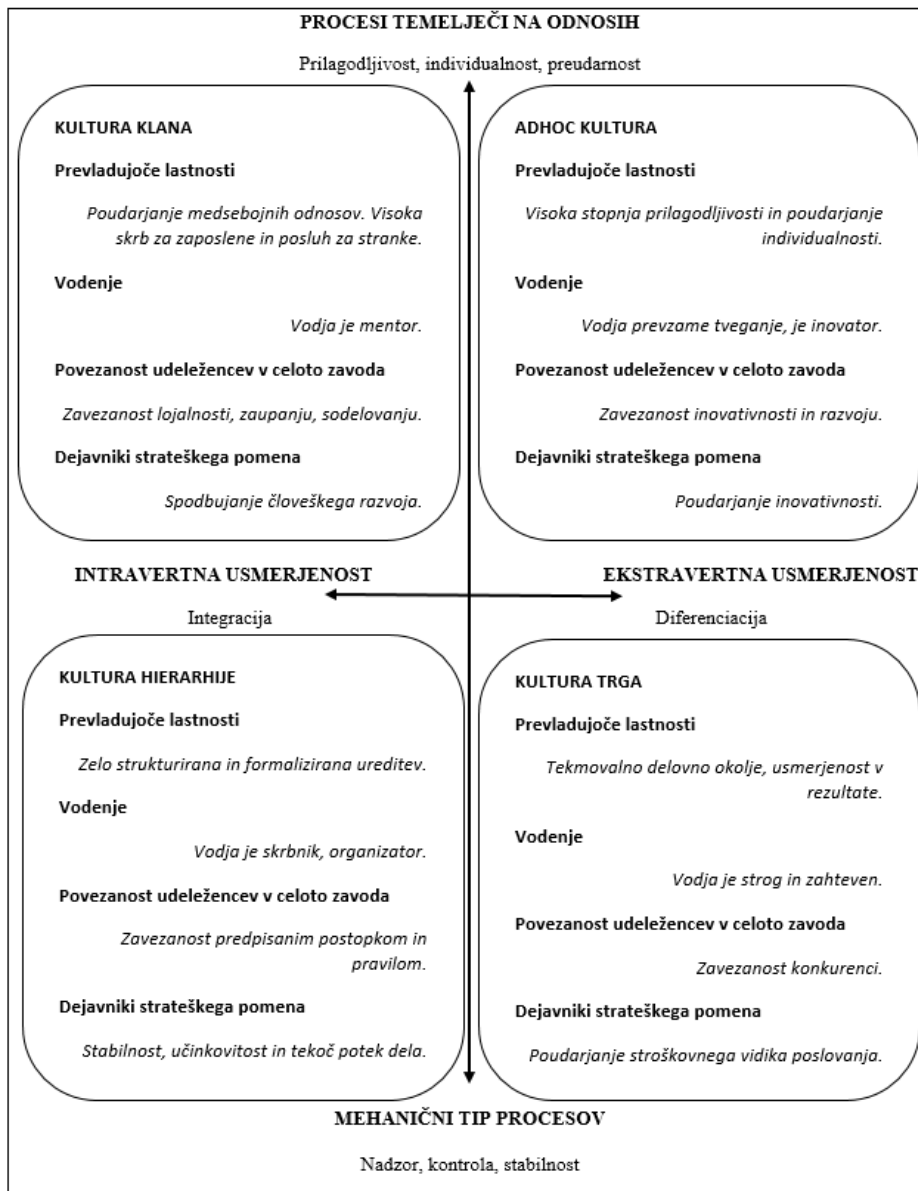 PROCESI TEMELJEČI NA ODNOSIH
Prilagodljivost, individualnost, preudarnost
KULTURA KLANA
Prevladujoče lastnosti
Poudarjanje medsebojnih odnosov. Visoka
skrb za zaposlene in posluh za stranke.
Vodenje
Vodja je mentor.
Povezanost udeležencev v celoto zavoda
Zavezanost lojalnosti, zaupanju, sodelovanju.
Dejavniki strateškega pomena
Spodbujanje človeškega razvoja.
ADHOC KULTURA
Prevladujoče lastnosti
Visoka stopnja prilagodljivosti in poudarjanje
individualnosti.
Vodenje
Vodja prevzame tveganje, je inovator.
Povezanost udeležencev v celoto zavoda
Zavezanost inovativnosti in razvoju.
Dejavniki strateškega pomena
Poudarjanje inovativnosti.
INTRAVERTNA USMERJENOST
Integracija
EKSTRAVERTNA USMERJENOST
Diferenciacija
KULTURA HIERARHIJE
Prevladujoče lastnosti
Zelo strukturirana in formalizirana ureditev.
Vodenje
Vodja je skrbnik, organizator.
Povezanost udeležencev v celoto zavoda
Zavezanost predpisanim postopkom in
pravilom.
Dejavniki strateškega pomena
Stabilnost, učinkovitost in tekoč potek dela.
KULTURA TRGA
Prevladujoče lastnosti
Tekmovalno delovno okolje, usmerjenost v
rezultate.
Vodenje
Vodja je strog in zahteven.
Povezanost udeležencev v celoto zavoda
Zavezanost konkurenci.
Dejavniki strateškega pomena
Poudarjanje stroškovnega vidika poslovanja.
MEHANIČNI TIP PROCESOV
Nadzor, kontrola, stabilnost